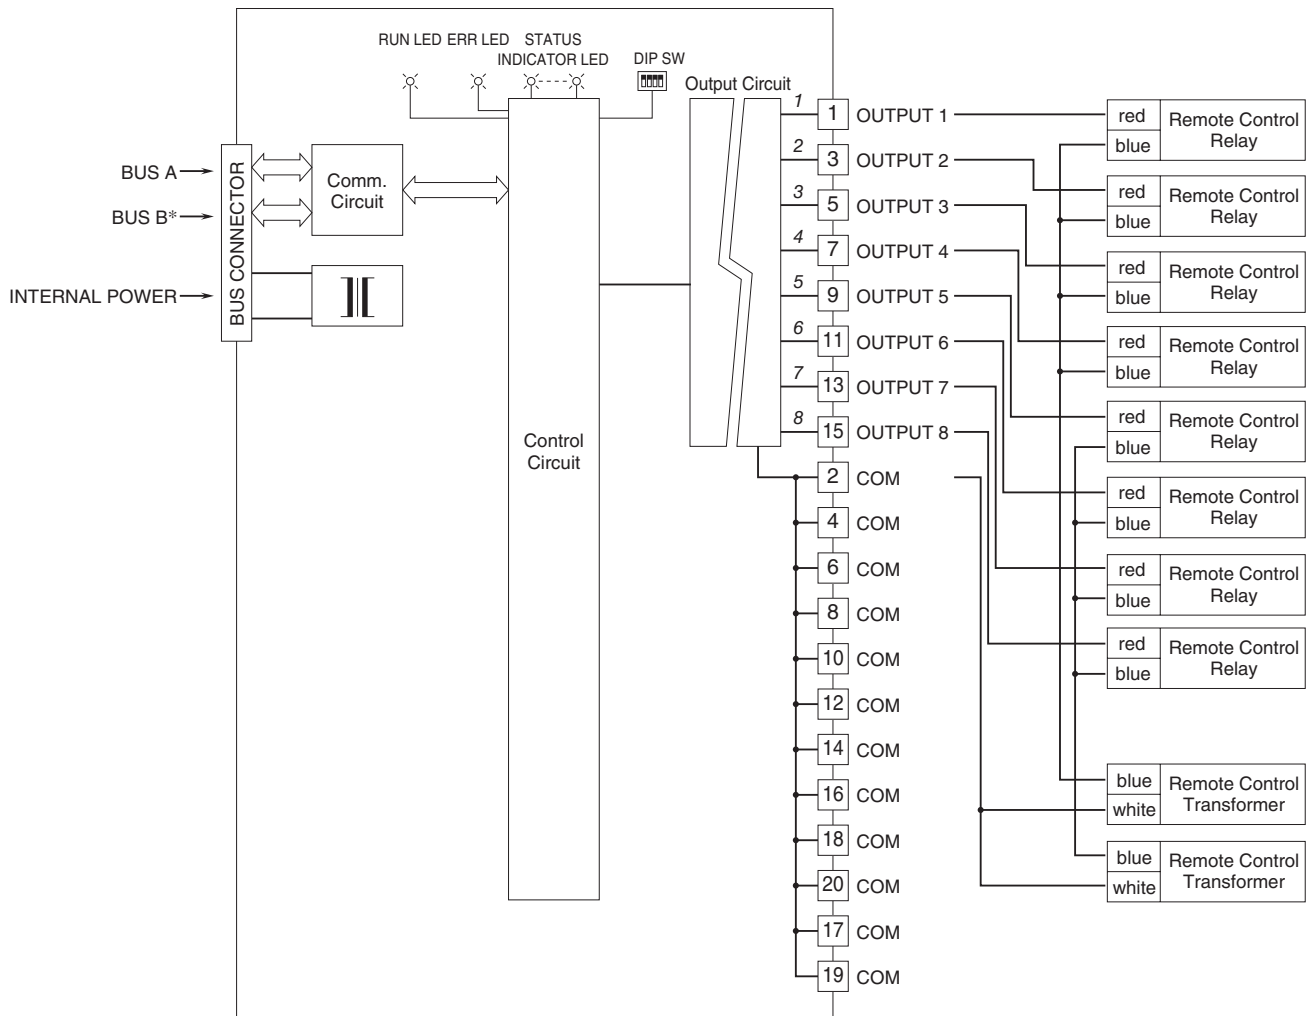 RUN LED ERR LED STATUS
INDICATOR LED
DIP SW
Output Circuit
BUS A
BUS B*
INTERNAL POWER
BUS CONNECTOR
Comm.
Circuit
Control
Circuit
1 1 OUTPUT 1
2 3 OUTPUT 2
3 5 OUTPUT 3
4 7 OUTPUT 4
5 9 OUTPUT 5
6 11 OUTPUT 6
7 13 OUTPUT 7
8 15 OUTPUT 8
2 COM
4 COM
6 COM
8 COM
10 COM
12 COM
14 COM
16 COM
18 COM
20 COM
17 COM
19 COM
red
blue
Remote Control
Relay
red
blue
Remote Control
Relay
red
blue
Remote Control
Relay
red
blue
Remote Control
Relay
red
blue
Remote Control
Relay
red
blue
Remote Control
Relay
red
blue
Remote Control
Relay
red
blue
Remote Control
Relay
blue
white
Remote Control
Transformer
blue
white
Remote Control
Transformer